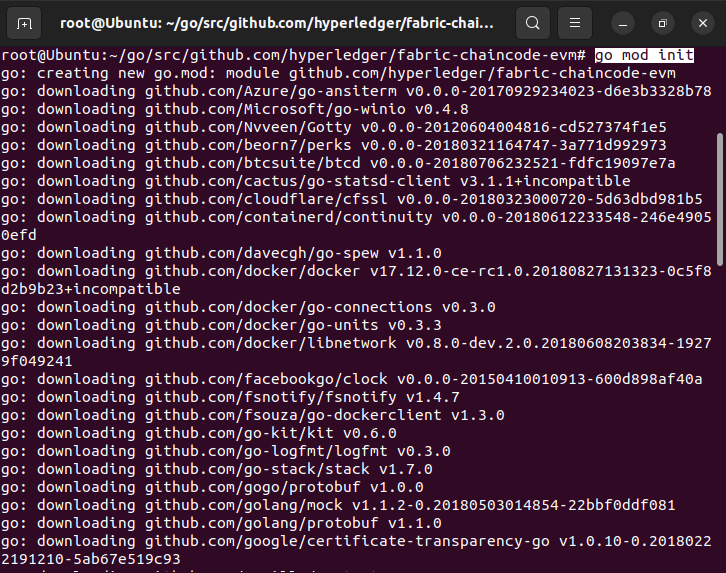 root@Ubuntu: ~/go/src/github.com/hyperledger/fabric-chai...
root@Ubuntu:~/go/src/github.com/hyperledger/fabric-chaincode-evm# go mod init
go: creating new go.mod: module github.com/hyperledger/fabric-chaincode-evm
go: downloading github.com/Azure/go-ansiterm v0.0.0-20170929234023-d6e3b3328b78
go: downloading github.com/Microsoft/go-winio v0.4.8
go: downloading github.com/Nvveen/Gotty v0.0.0-20120604004816-cd527374f1e5
go: downloading github.com/beorn7/perks v0.0.0-20180321164747-3a771d992973
go: downloading github.com/btcsuite/btcd v0.0.0-20180706232521-fdfc19097e7a
go: downloading github.com/cactus/go-statsd-client v3.1.1+incompatible
go: downloading github.com/cloudflare/cfssl v0.0.0-20180323000720-5d63dbd981b5
go: downloading github.com/containerd/continuity v0.0.0-20180612233548-246e4905
0efd
go: downloading github.com/davecgh/go-spew v1.1.0
go: downloading github.com/docker/docker v17.12.0-ce-rc1.0.20180827131323-0c5f8
d2b9b23+incompatible
go: downloading github.com/docker/go-connections v0.3.0
go: downloading github.com/docker/go-units v0.3.3
go: downloading github.com/docker/libnetwork v0.8.0-dev.2.0.20180608203834-1927
9f049241
go: downloading github.com/facebookgo/clock v0.0.0-20150410010913-600d898af40a
go: downloading github.com/fsnotify/fsnotify v1.4.7
go: downloading github.com/fsouza/go-dockerclient v1.3.0
go: downloading github.com/go-kit/kit v0.6.0
go: downloading github.com/go-logfmt/logfmt v0.3.0
go: downloading github.com/go-stack/stack v1.7.0
go: downloading github.com/gogo/protobuf v1.0.0
go: downloading github.com/golang/mock v1.1.2-0.20180503014854-22bbf0ddf081
go: downloading github.com/golang/protobuf v1.1.0
go: downloading github.com/google/certificate-transparency-go v1.0.10-0.2018022
2191210-5ab67e519c93